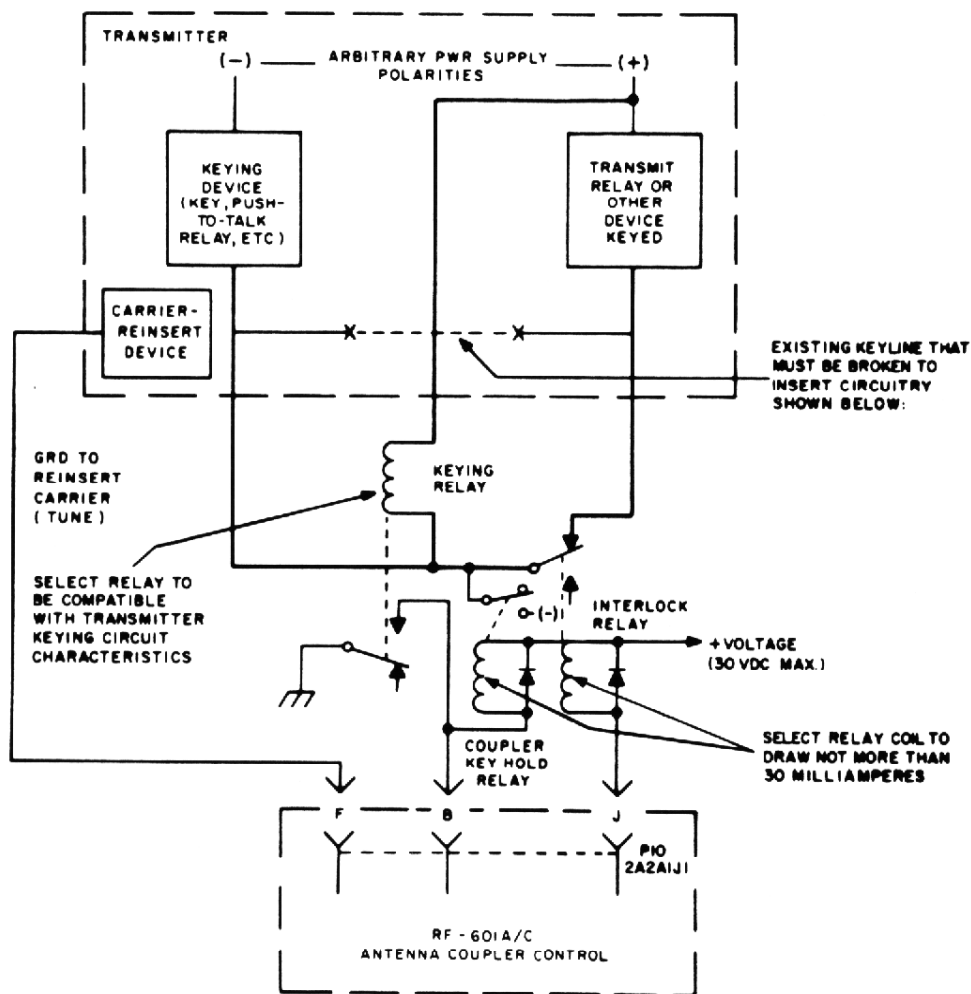 TRANSMITTER
(-)
ARBITRARY PWR SUPPLY
POLARITIES
(+)
KEYING
DEVICE
(KEY, PUSH-
TO-TALK
RELAY, ETC)
TRANSMIT
RELAY OR
OTHER
DEVICE
KEYED
CARRIER-
REINSERT
DEVICE
EXISTING KEYLINE THAT
MUST BE BROKEN TO
INSERT CIRCUITRY
SHOWN BELOW:
GRD TO
REINSERT
CARRIER
(TUNE)
KEYING
RELAY
SELECT RELAY TO
BE COMPATIBLE
WITH TRANSMITTER
KEYING CIRCUIT
CHARACTERISTICS
(-)
INTERLOCK
RELAY
+ VOLTAGE
(30 VDC MAX.)
COUPLER
KEY HOLD
RELAY
SELECT RELAY COIL TO
DRAW NOT MORE THAN
30 MILLIAMPERES
F
B
J
P10
2A2A1J1
RF-601A/C
ANTENNA COUPLER CONTROL